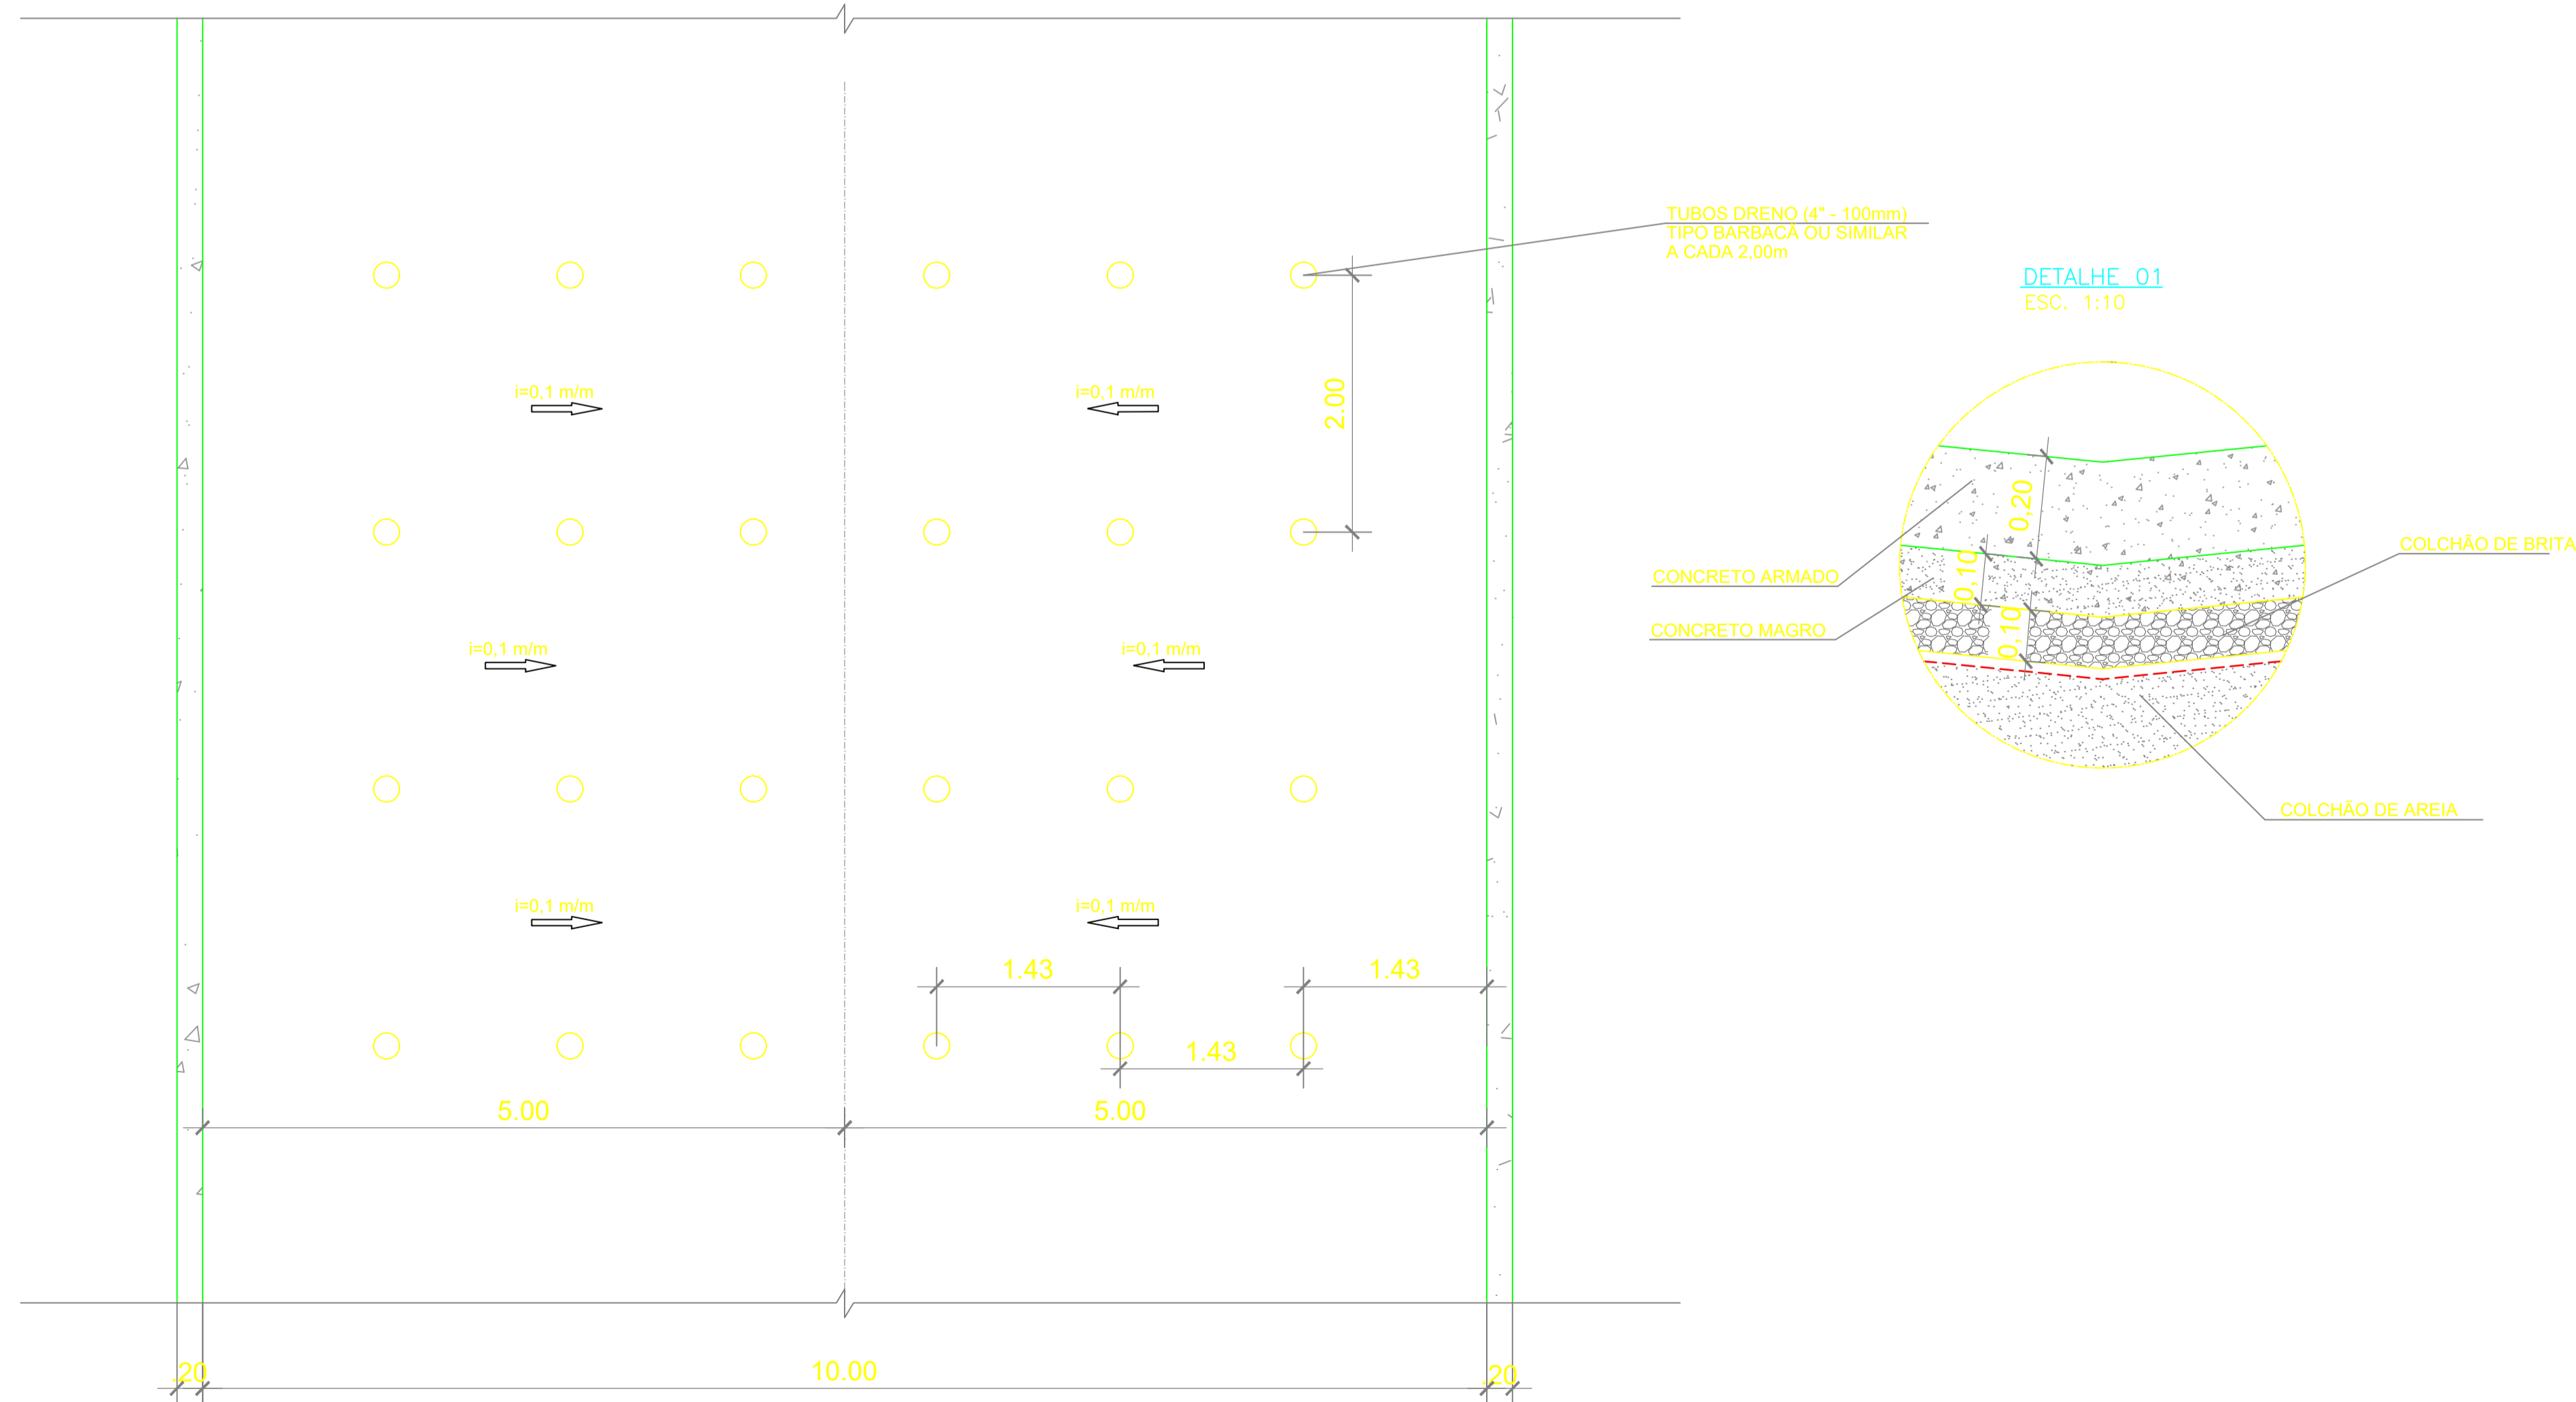 TUBOS DRENO (4" - 100mm)
TIPO BARBACÃ OU SIMILAR
A CADA 2,00m
DETALHE 01
ESC. 1:10
i=0,1 m/m
i=0,1 m/m
2.00
0,20
COLCHÃO DE BRITA
0,10
CONCRETO ARMADO
0,10
CONCRETO MAGRO
i=0,1 m/m
i=0,1 m/m
COLCHÃO DE AREIA
i=0,1 m/m
i=0,1 m/m
1.43
1.43
1.43
5.00
5.00
.20
10.00
.20